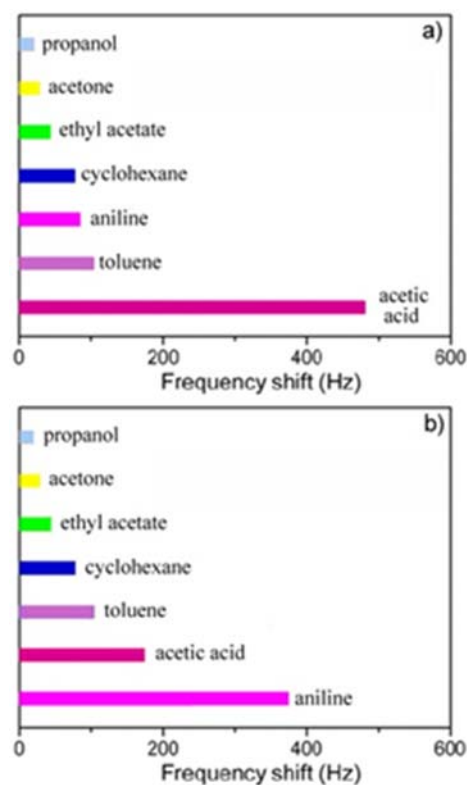 a)
propanol
acetone
ethyl acetate
cyclohexane
aniline
toluene
acetic
acid
0 200 400 600
Frequency shift (Hz)
b)
propanol
acetone
ethyl acetate
cyclohexane
toluene
acetic acid
aniline
0 200 400 600
Frequency shift (Hz)